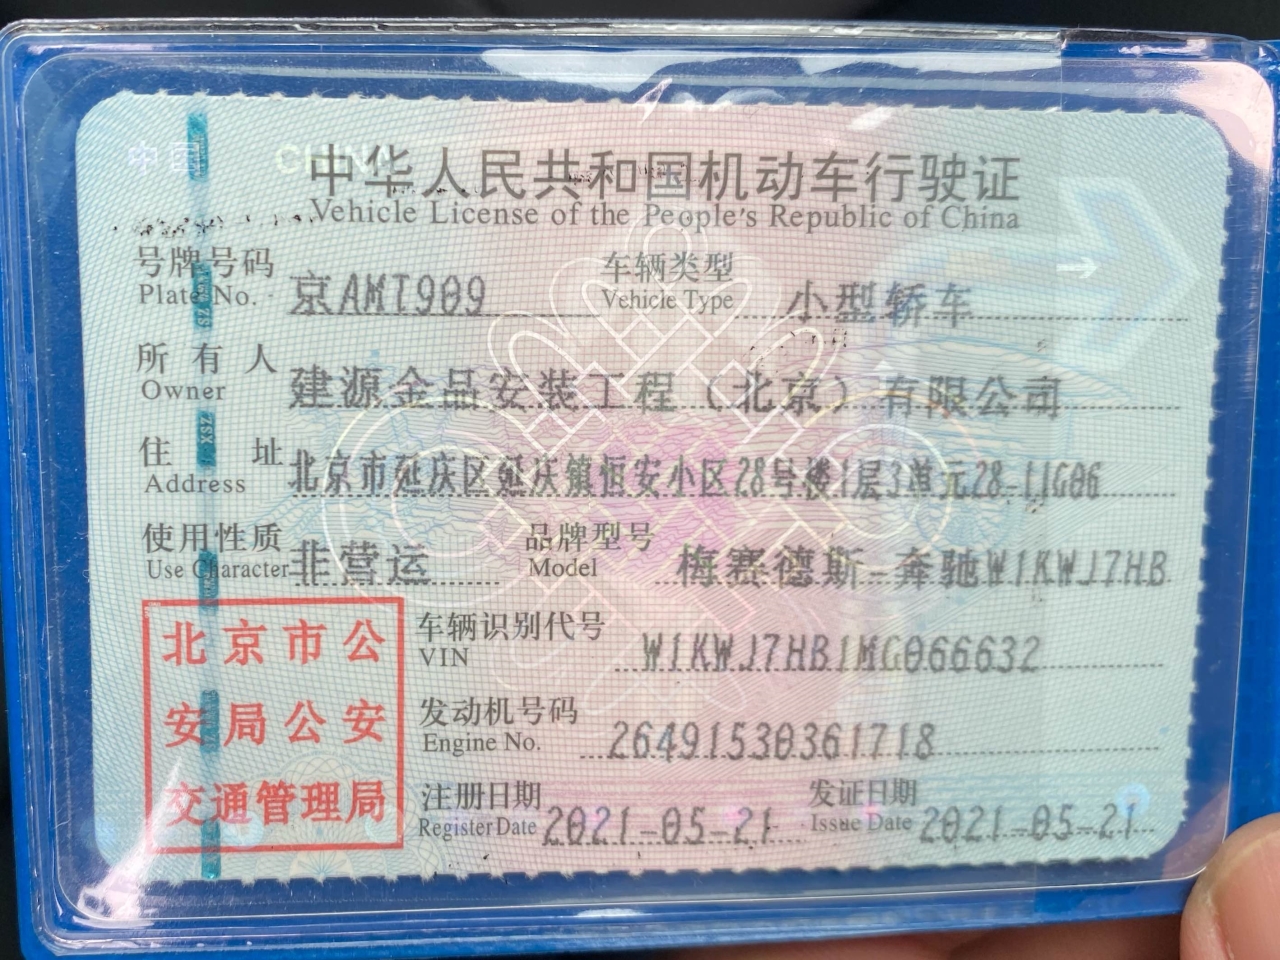 中国 CHINA
中华人民共和国机动车行驶证
Vehicle License of the People's Republic of China
号牌号码 京AMT909 车辆类型 小型轿车
Plate No. Vehicle Type
所有人 建源金品安装工程（北京）有限公司
Owner
住址 北京市延庆区延庆镇恒安小区28号楼1层3单元28-11G06
Address
使用性质 非营运 品牌型号 梅赛德斯-奔驰W1KWJ7HB
Use Character Model
北京市公
安局公安
交通管理局
车辆识别代号 W1KWJ7HB1MG066632
VIN
发动机号码 26491530361718
Engine No.
注册日期 2021-05-21 发证日期 2021-05-21
Register Date Issue Date